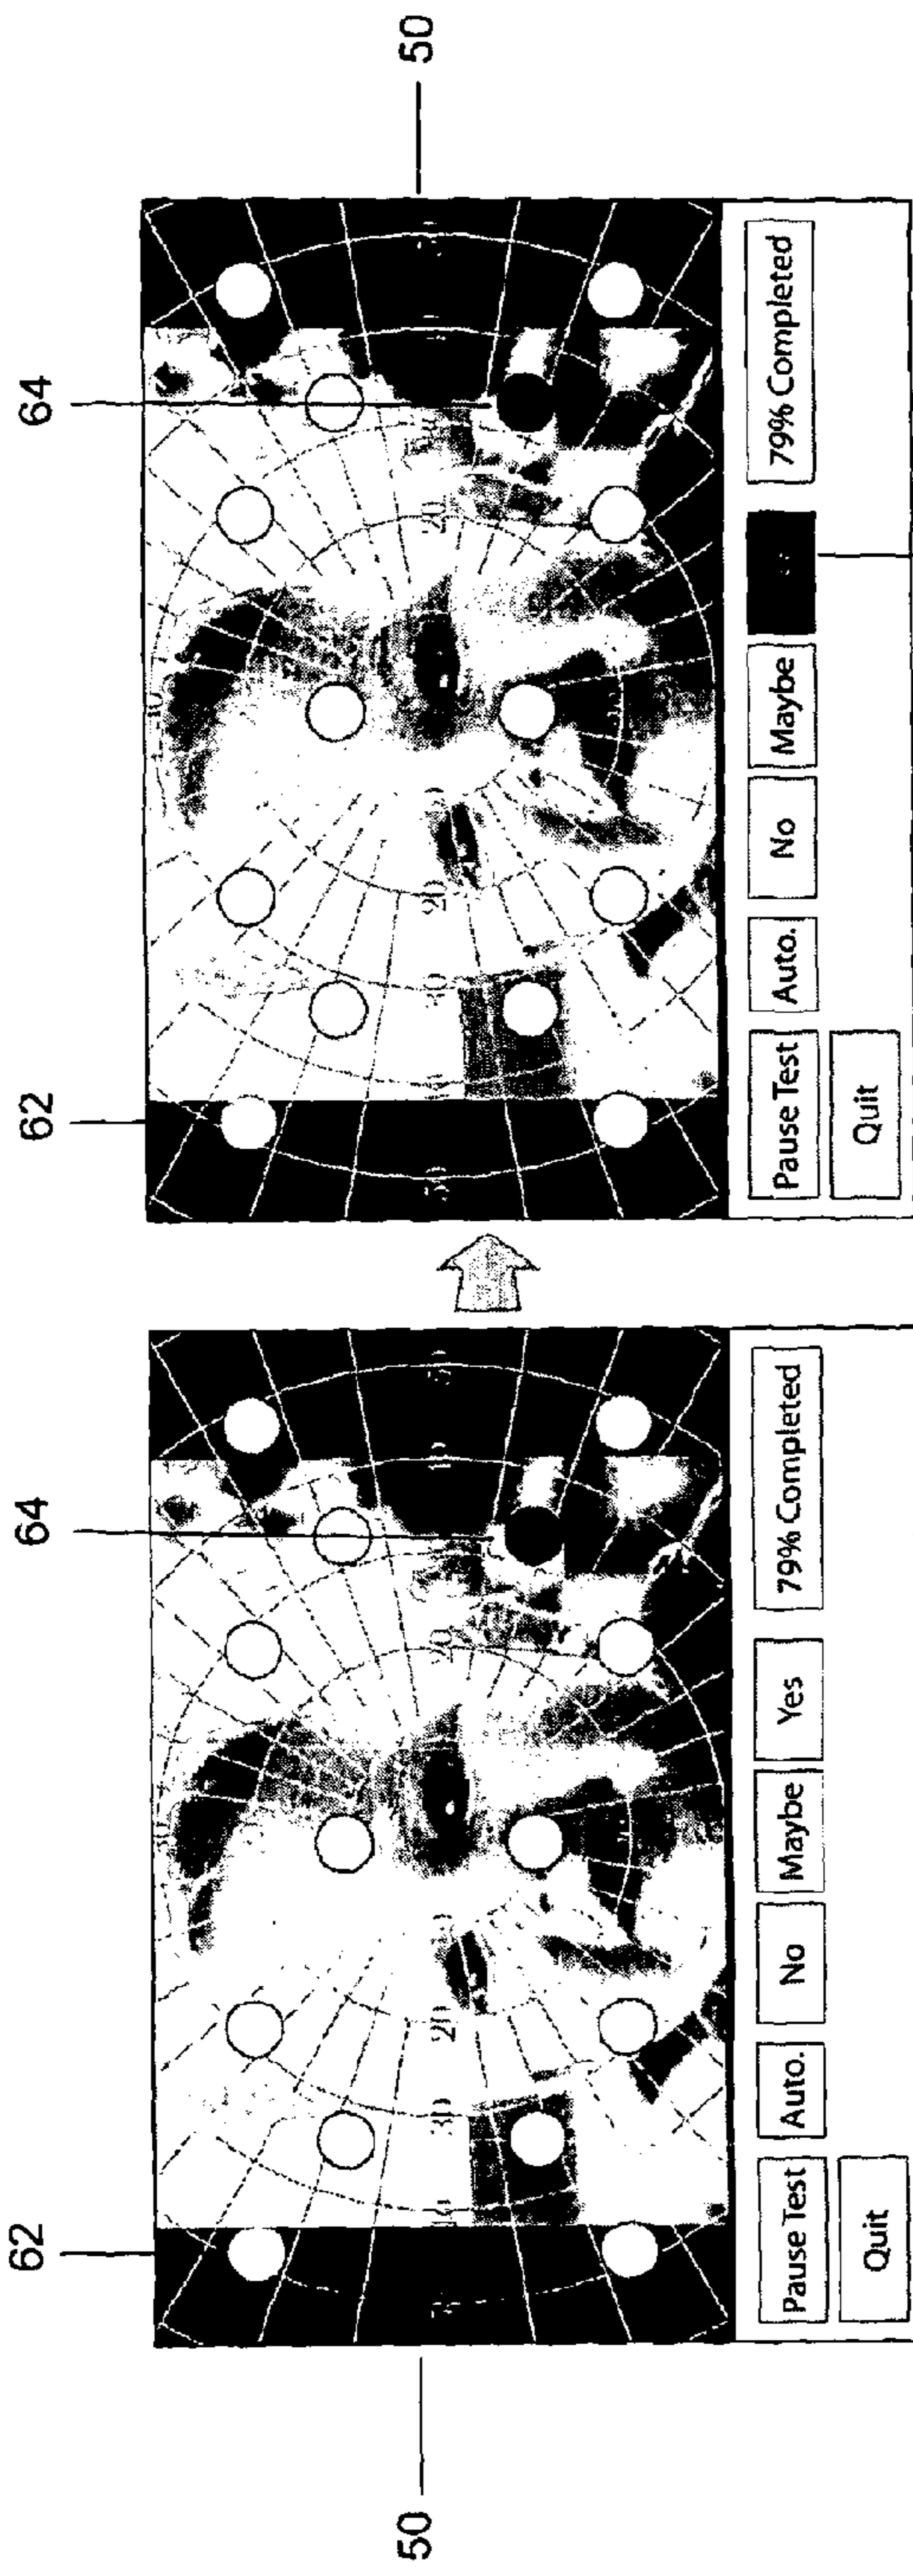 62
64
50
20
30
20
30
Pause Test
Auto.
No
Maybe
Yes
79% Completed
Quit
62
64
50
20
30
20
30
Pause Test
Auto.
No
Maybe
79% Completed
Quit